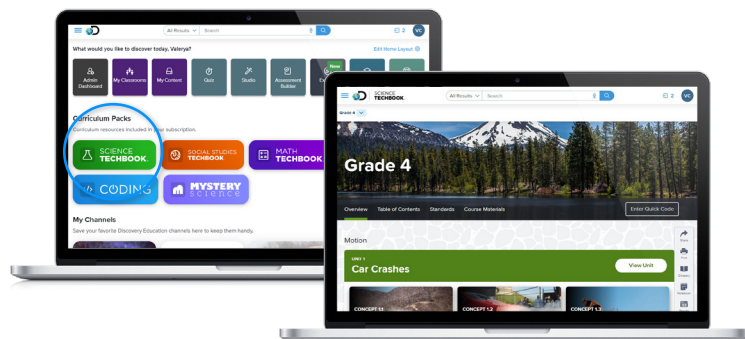 All Results
Search
2
VC
What would you like to discover today, Valerya?
Edit Home Layout
New
Admin Dashboard
My Classrooms
My Content
Quiz
Studio
Assessment Builder
Curriculum Packs
Curriculum resources included in your subscription.
SCIENCE
TECHBOOK.
SOCIAL STUDIES
TECHBOOK
MATH
TECHBOOK
CODING
MYSTERY
science
My Channels
Save your favorite Discovery Education channels here to keep them handy.
SCIENCE
TECHBOOK.
All Results
Search
2
VC
Grade 4
Grade 4
Overview
Table of Contents
Standards
Course Materials
Enter Quick Code
Motion
Share
Print
UNIT 1
Car Crashes
View Unit
CONCEPT 1.1
CONCEPT 1.2
CONCEPT 1.3